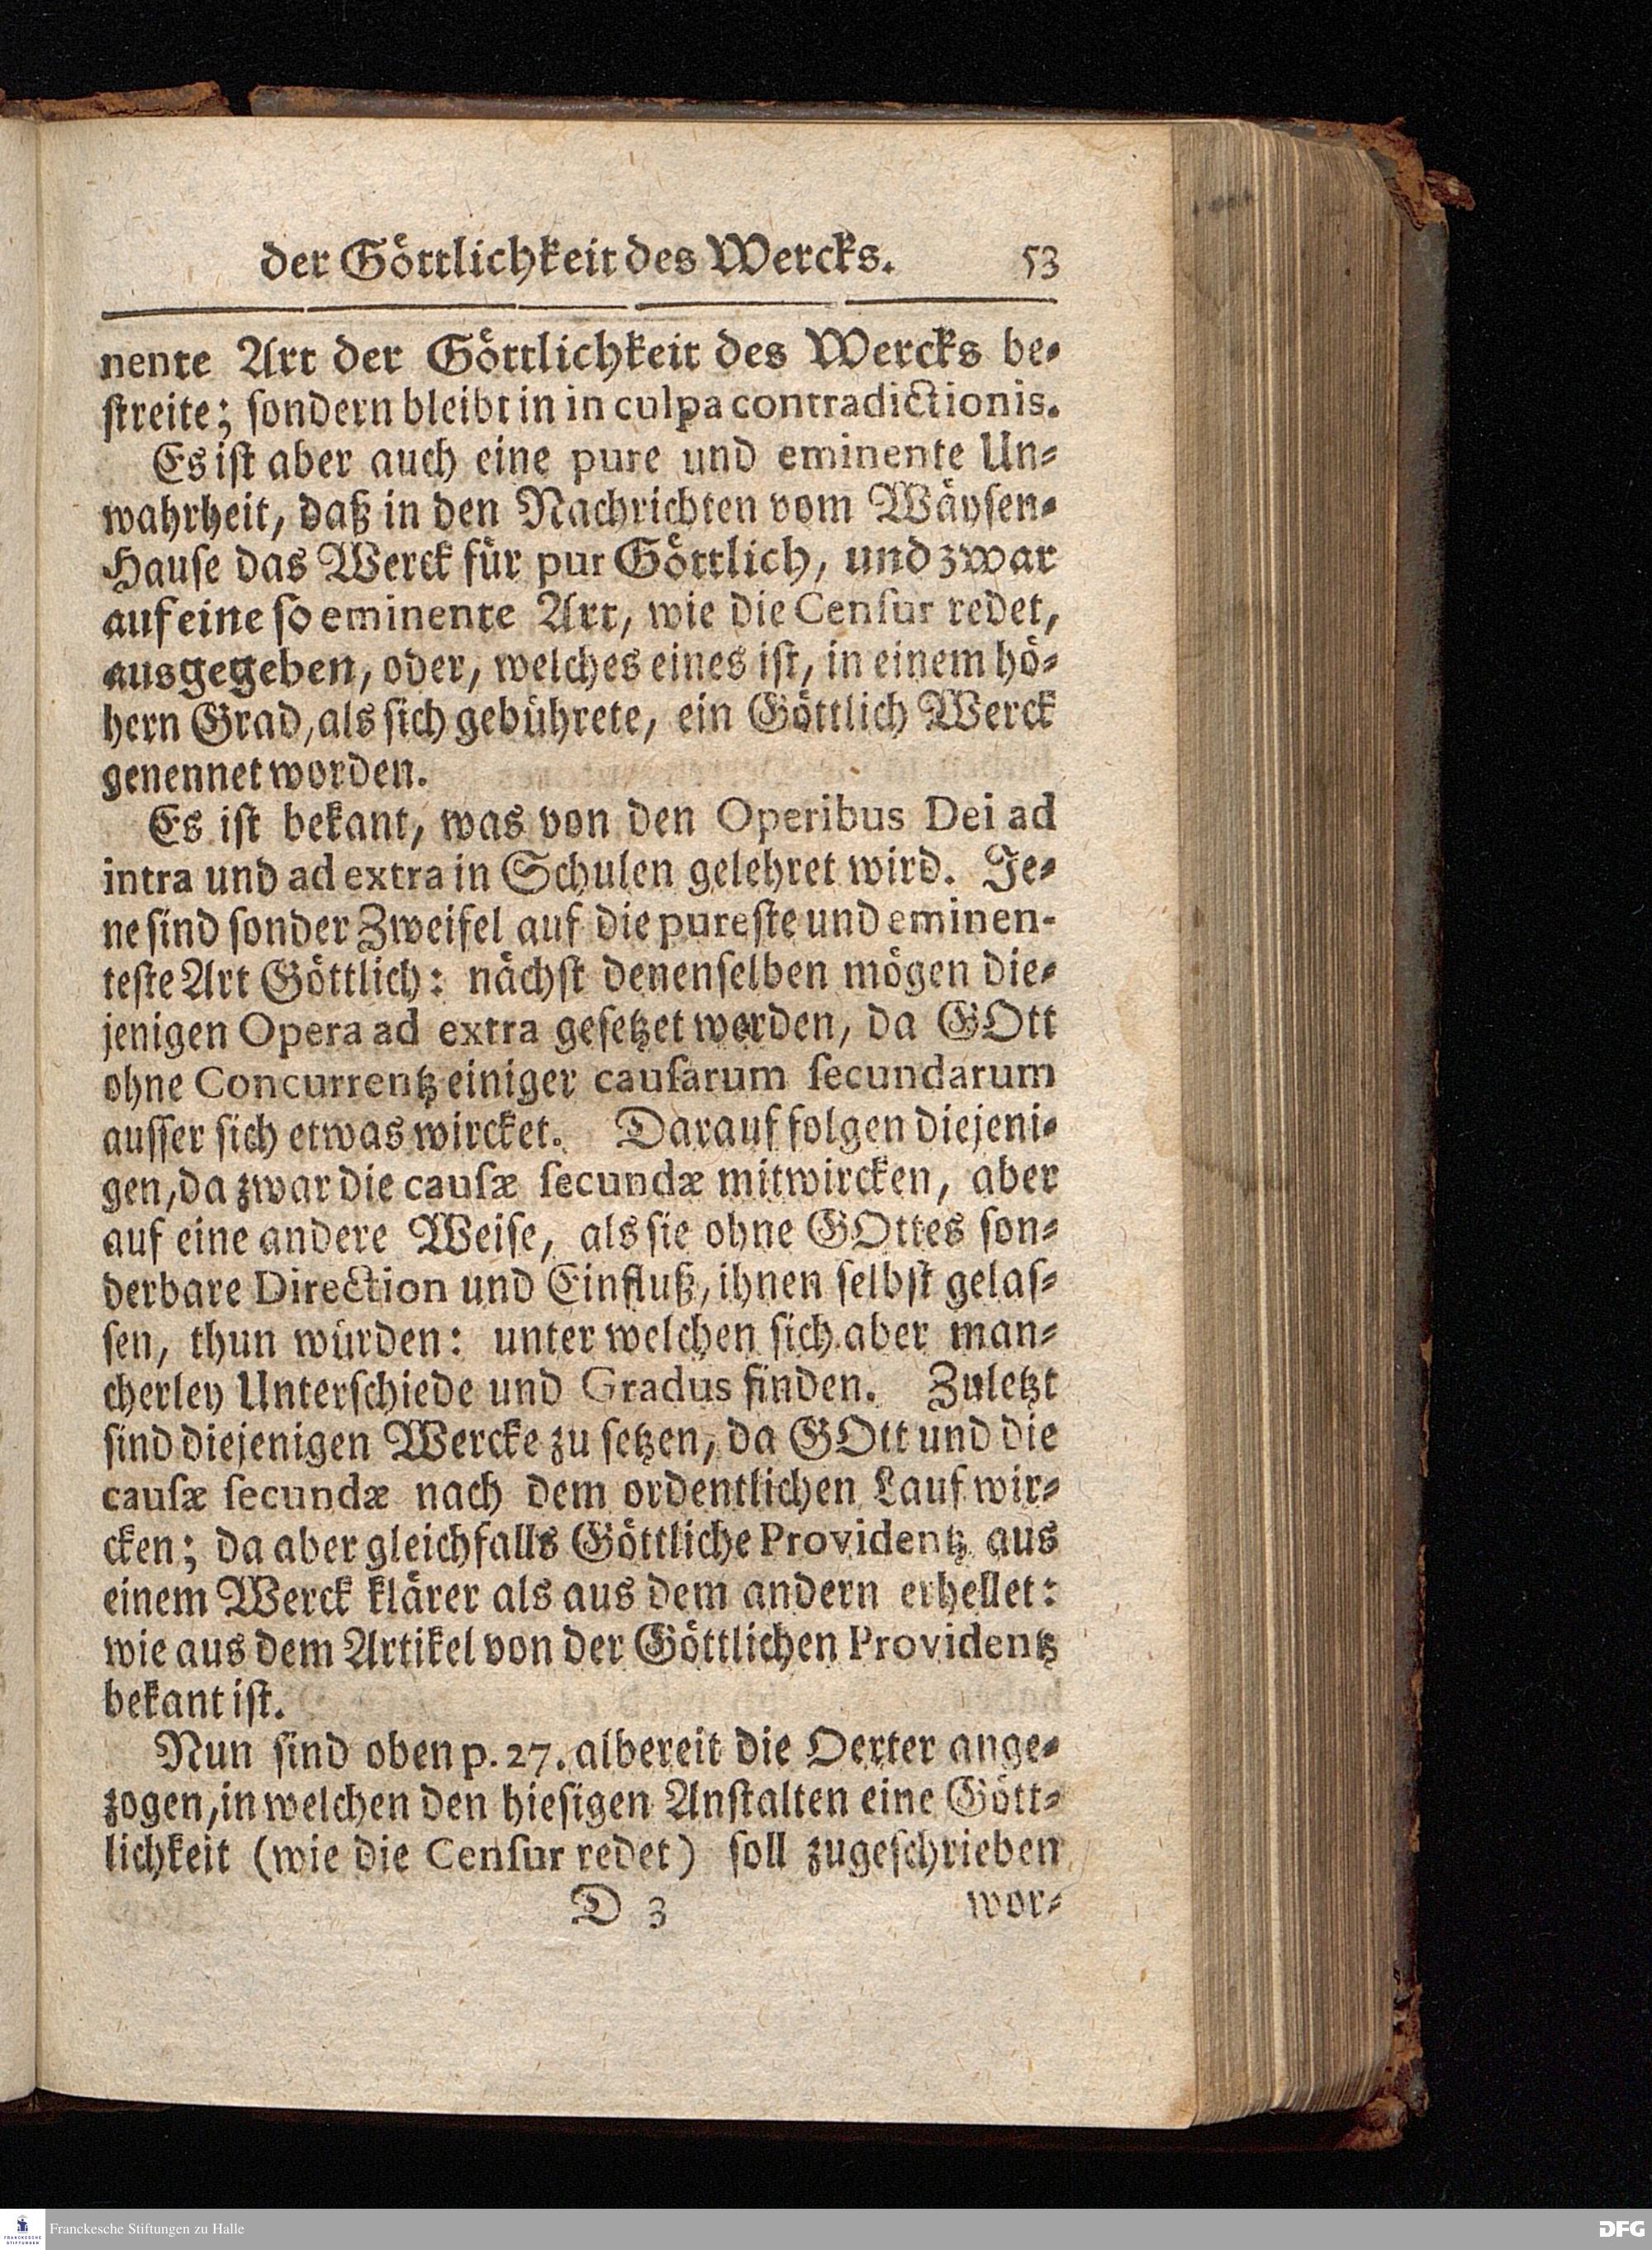 der Göttlichkeit des Wercks. 53
nente Art der Göttlichkeit des Wercks be-
streite; sondern bleibt in in culpa contradictionis.
Es ist aber auch eine pure und eminente Un-
wahrheit, daß in den Nachrichten vom Wäysen-
Hause das Werck für pur Göttlich, und zwar
auf eine so eminente Art, wie die Censur redet,
ausgegeben, oder, welches eines ist, in einem hö-
hern Grad, als sich gebührete, ein Göttlich Werck
genennet worden.
Es ist bekant, was von den Operibus Dei ad
intra und ad extra in Schulen gelehret wird. Je-
ne sind sonder Zweifel auf die pureste und eminen-
teste Art Göttlich: nächst denenselben mögen die-
jenigen Opera ad extra gesetzet werden, da GOtt
ohne Concurrentz einiger causarum secundarum
ausser sich etwas wircket. Darauf folgen diejeni-
gen, da zwar die causæ secundæ mitwircken, aber
auf eine andere Weise, als sie ohne GOttes son-
derbare Direction und Einfluß, ihnen selbst gelas-
sen, thun würden: unter welchen sich aber man-
cherley Unterschiede und Gradus finden. Zuletzt
sind diejenigen Wercke zu setzen, da GOtt und die
causæ secundæ nach dem ordentlichen Lauf wir-
cken; da aber gleichfalls Göttliche Providentz aus
einem Werck klärer als aus dem andern erhellet:
wie aus dem Artikel von der Göttlichen Providentz
bekant ist.
Nun sind oben p. 27. albereit die Oerter ange-
zogen, in welchen den hiesigen Anstalten eine Gött-
lichkeit (wie die Censur redet) soll zugeschrieben
D 3 wor-
FRANCKESCHE STIFTUNGEN
Franckesche Stiftungen zu Halle
DFG